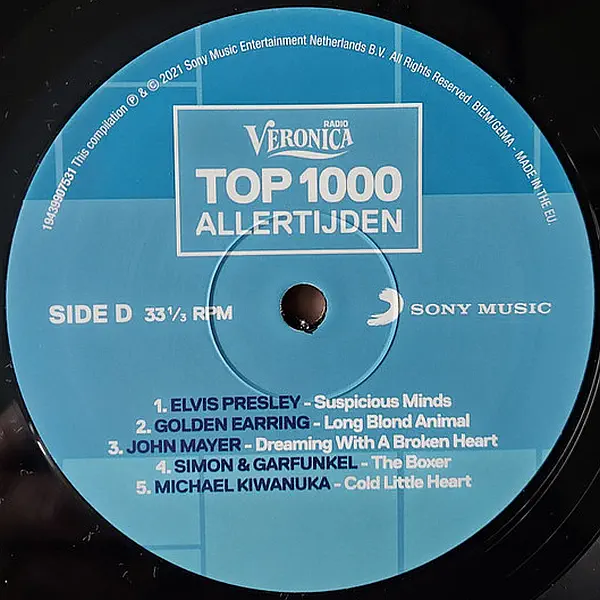 19439907531 This compilation ℗ & © 2021 Sony Music Entertainment Netherlands B.V. All Rights Reserved. BIEM/GEMA - MADE IN THE EU.
RADIO
VERONICA
TOP 1000
ALLERTIJDEN
SIDE D 33 1/3 RPM
SONY MUSIC
1. ELVIS PRESLEY - Suspicious Minds
2. GOLDEN EARRING - Long Blond Animal
3. JOHN MAYER - Dreaming With A Broken Heart
4. SIMON & GARFUNKEL - The Boxer
5. MICHAEL KIWANUKA - Cold Little Heart